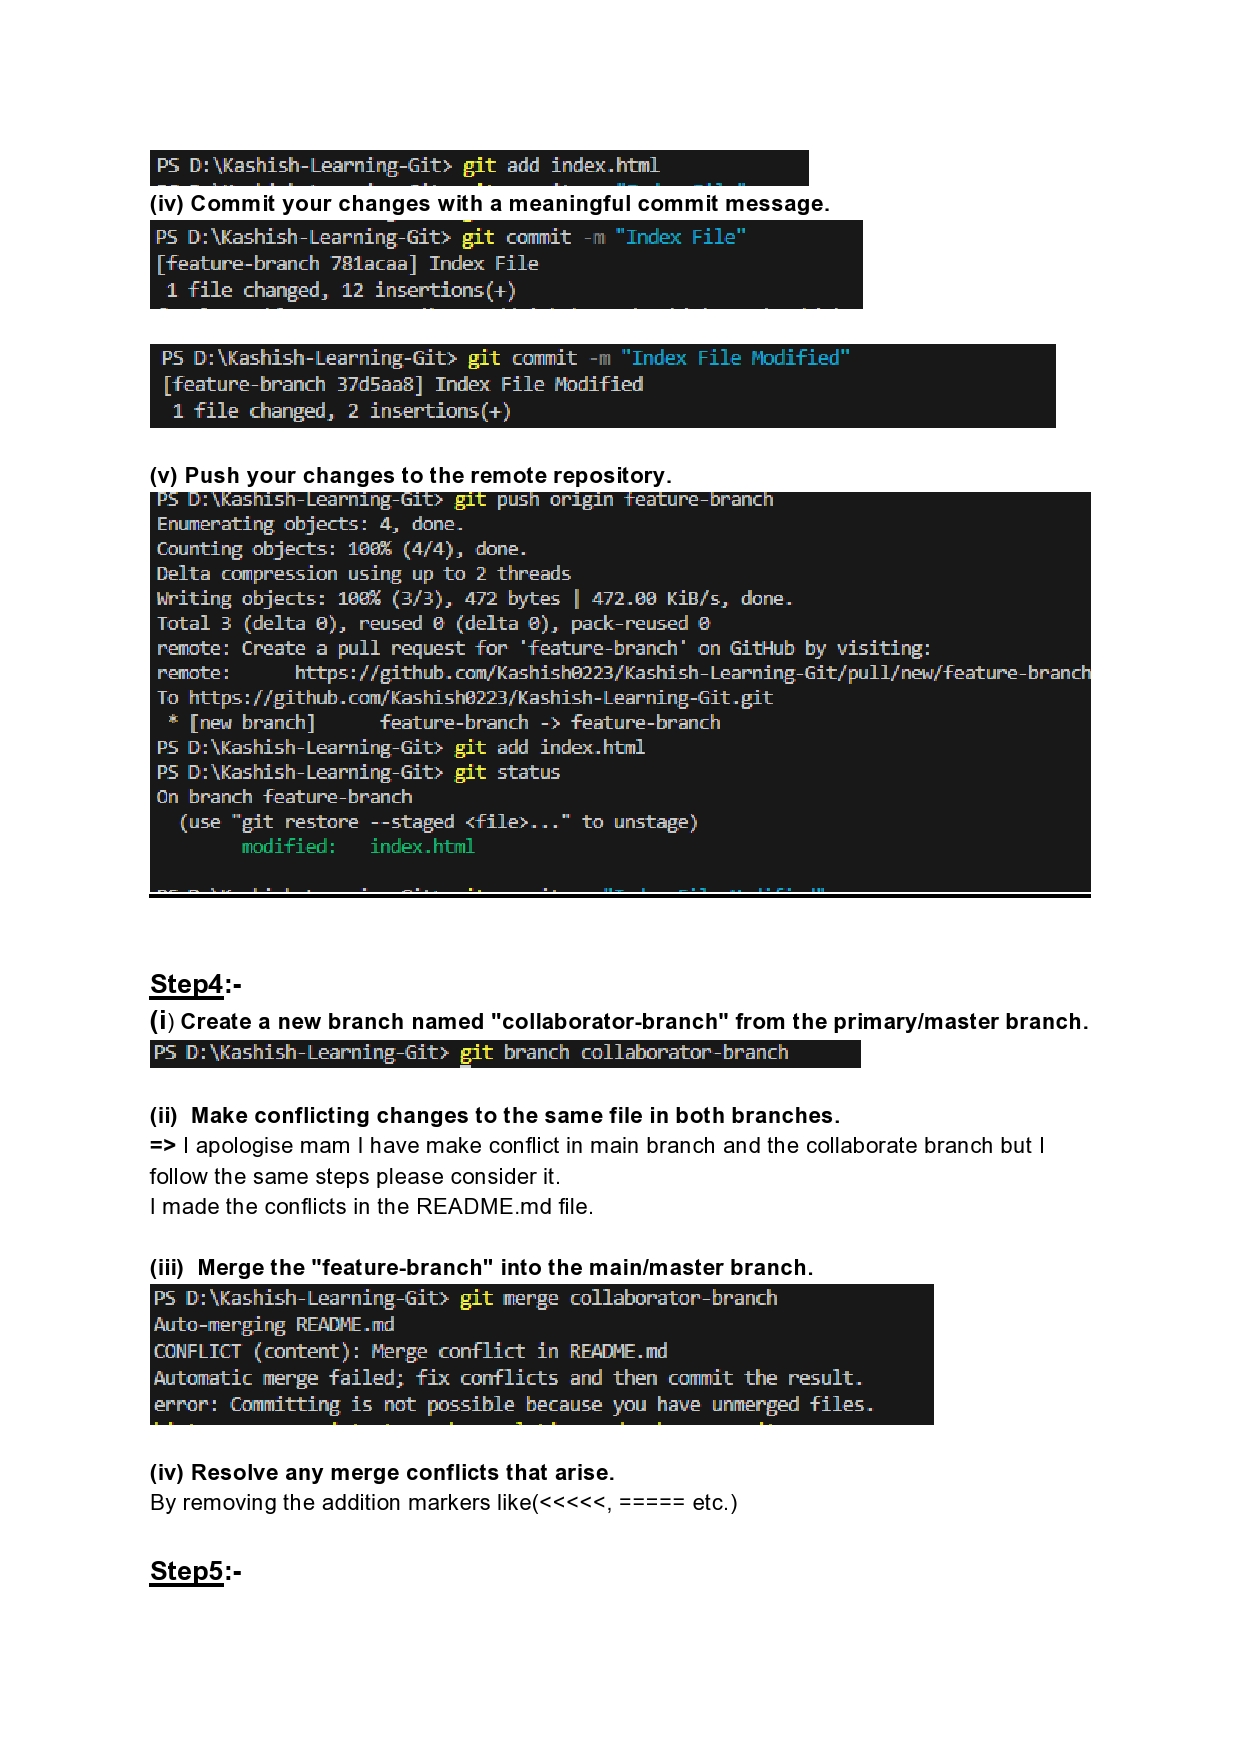 PS D:\Kashish-Learning-Git> git add index.html
(iv) Commit your changes with a meaningful commit message.
PS D:\Kashish-Learning-Git> git commit -m "Index File"
[feature-branch 781acaa] Index File
1 file changed, 12 insertions(+)
PS D:\Kashish-Learning-Git> git commit -m "Index File Modified"
[feature-branch 37d5aa8] Index File Modified
1 file changed, 2 insertions(+)
(v) Push your changes to the remote repository.
PS D:\Kashish-Learning-Git> git push origin feature-branch
Enumerating objects: 4, done.
Counting objects: 100% (4/4), done.
Delta compression using up to 2 threads
Writing objects: 100% (3/3), 472 bytes | 472.00 KiB/s, done.
Total 3 (delta 0), reused 0 (delta 0), pack-reused 0
remote: Create a pull request for 'feature-branch' on GitHub by visiting:
remote:      https://github.com/Kashish0223/Kashish-Learning-Git/pull/new/feature-branch
To https://github.com/Kashish0223/Kashish-Learning-Git.git
* [new branch]      feature-branch -> feature-branch
PS D:\Kashish-Learning-Git> git add index.html
PS D:\Kashish-Learning-Git> git status
On branch feature-branch
(use "git restore --staged <file>..." to unstage)
modified:   index.html
Step4:-
(i) Create a new branch named "collaborator-branch" from the primary/master branch.
PS D:\Kashish-Learning-Git> git branch collaborator-branch
(ii)  Make conflicting changes to the same file in both branches.
=> I apologise mam I have make conflict in main branch and the collaborate branch but I
follow the same steps please consider it.
I made the conflicts in the README.md file.
(iii)  Merge the "feature-branch" into the main/master branch.
PS D:\Kashish-Learning-Git> git merge collaborator-branch
Auto-merging README.md
CONFLICT (content): Merge conflict in README.md
Automatic merge failed; fix conflicts and then commit the result.
error: Committing is not possible because you have unmerged files.
(iv) Resolve any merge conflicts that arise.
By removing the addition markers like(<<<<<, ===== etc.)
Step5:-